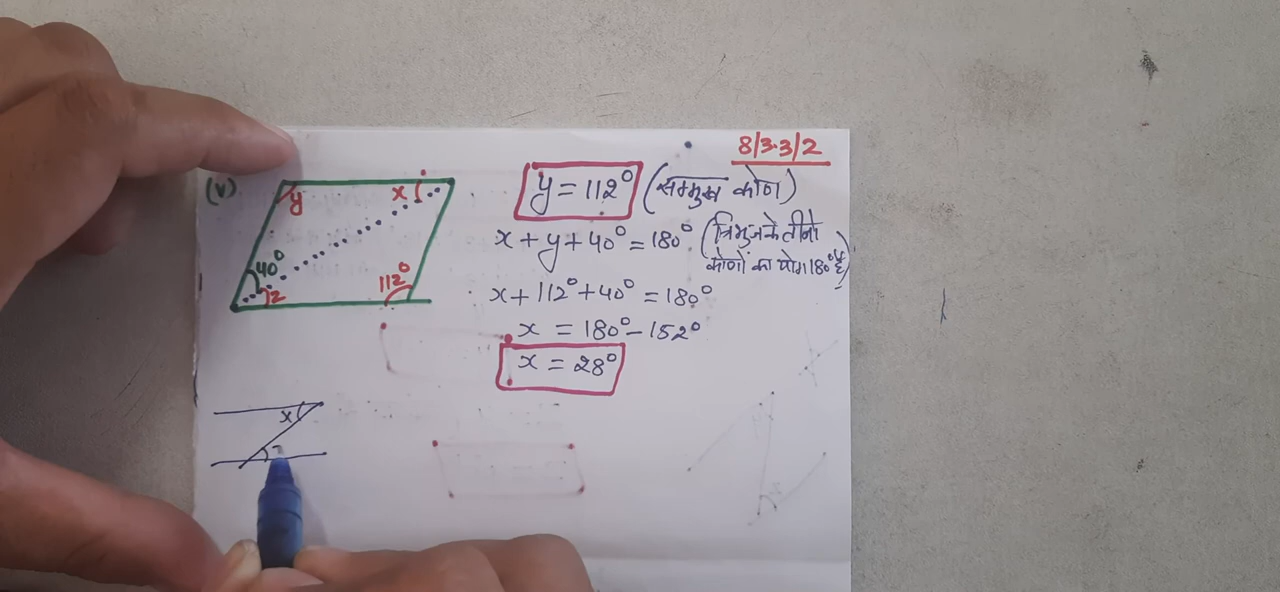 8/3.3/2
(v)
y
x
40°
z
112°
y = 112° (सम्मुख कोण)
x + y + 40° = 180° (त्रिभुज के तीनो
कोणों का योग 180° है)
x + 112° + 40° = 180°
x = 180° - 152°
x = 28°
x